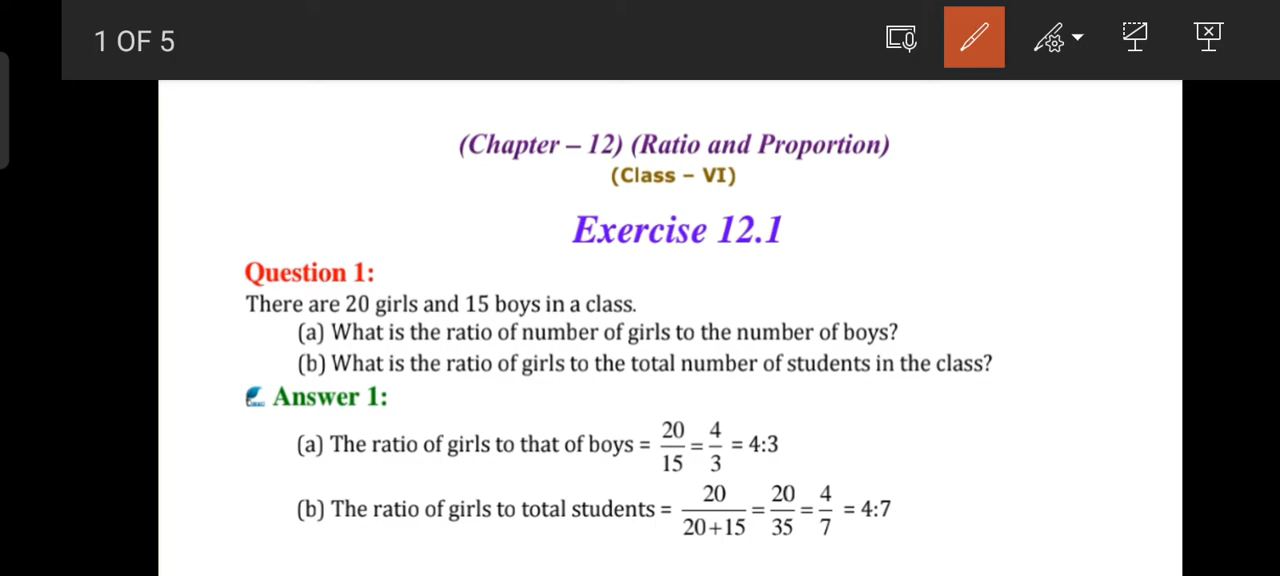 1 OF 5
(Chapter – 12) (Ratio and Proportion)
(Class – VI)
Exercise 12.1
Question 1:
There are 20 girls and 15 boys in a class.
(a) What is the ratio of number of girls to the number of boys?
(b) What is the ratio of girls to the total number of students in the class?
Answer 1:
(a) The ratio of girls to that of boys = 20/15 = 4/3 = 4:3
(b) The ratio of girls to total students = 20/(20+15) = 20/35 = 4/7 = 4:7